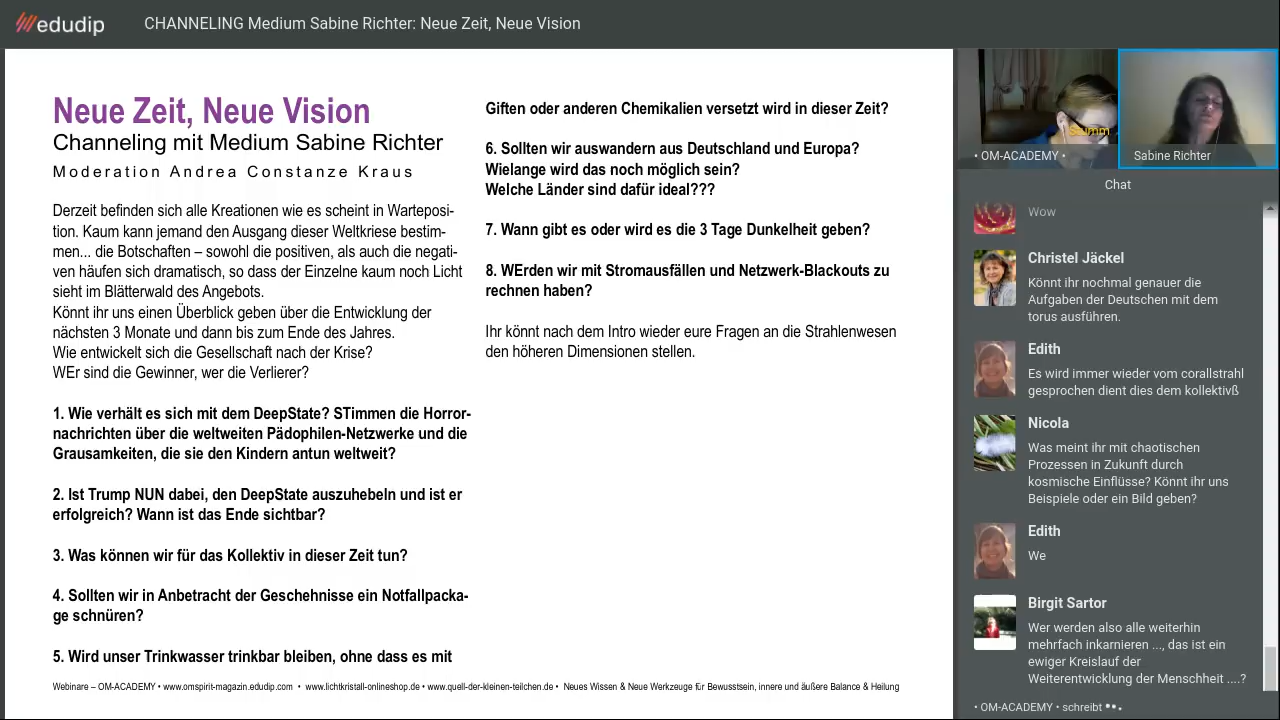 edudip
CHANNELING Medium Sabine Richter: Neue Zeit, Neue Vision
Neue Zeit, Neue Vision
Channeling mit Medium Sabine Richter
Moderation Andrea Constanze Kraus
Derzeit befinden sich alle Kreationen wie es scheint in Warteposi-
tion. Kaum kann jemand den Ausgang dieser Weltkriese bestim-
men... die Botschaften – sowohl die positiven, als auch die negati-
ven häufen sich dramatisch, so dass der Einzelne kaum noch Licht
sieht im Blätterwald des Angebots.
Könnt ihr uns einen Überblick geben über die Entwicklung der
nächsten 3 Monate und dann bis zum Ende des Jahres.
Wie entwickelt sich die Gesellschaft nach der Krise?
WEr sind die Gewinner, wer die Verlierer?
1. Wie verhält es sich mit dem DeepState? STimmen die Horror-
nachrichten über die weltweiten Pädophilen-Netzwerke und die
Grausamkeiten, die sie den Kindern antun weltweit?
2. Ist Trump NUN dabei, den DeepState auszuhebeln und ist er
erfolgreich? Wann ist das Ende sichtbar?
3. Was können wir für das Kollektiv in dieser Zeit tun?
4. Sollten wir in Anbetracht der Geschehnisse ein Notfallpacka-
ge schnüren?
5. Wird unser Trinkwasser trinkbar bleiben, ohne dass es mit
Giften oder anderen Chemikalien versetzt wird in dieser Zeit?
6. Sollten wir auswandern aus Deutschland und Europa?
Wielange wird das noch möglich sein?
Welche Länder sind dafür ideal???
7. Wann gibt es oder wird es die 3 Tage Dunkelheit geben?
8. WErden wir mit Stromausfällen und Netzwerk-Blackouts zu
rechnen haben?
Ihr könnt nach dem Intro wieder eure Fragen an die Strahlenwesen
den höheren Dimensionen stellen.
Webinare – OM-ACADEMY • www.omspirit-magazin.edudip.com • www.lichtkristall-onlineshop.de • www.quell-der-kleinen-teilchen.de • Neues Wissen & Neue Werkzeuge für Bewusstsein, innere und äußere Balance & Heilung
Stumm
• OM-ACADEMY •
Sabine Richter
Chat
Wow
Christel Jäckel
Könnt ihr nochmal genauer die
Aufgaben der Deutschen mit dem
torus ausführen.
Edith
Es wird immer wieder vom corallstrahl
gesprochen dient dies dem kollektivß
Nicola
Was meint ihr mit chaotischen
Prozessen in Zukunft durch
kosmische Einflüsse? Könnt ihr uns
Beispiele oder ein Bild geben?
Edith
We
Birgit Sartor
Wer werden also alle weiterhin
mehrfach inkarnieren ..., das ist ein
ewiger Kreislauf der
Weiterentwicklung der Menschheit ....?
• OM-ACADEMY • schreibt